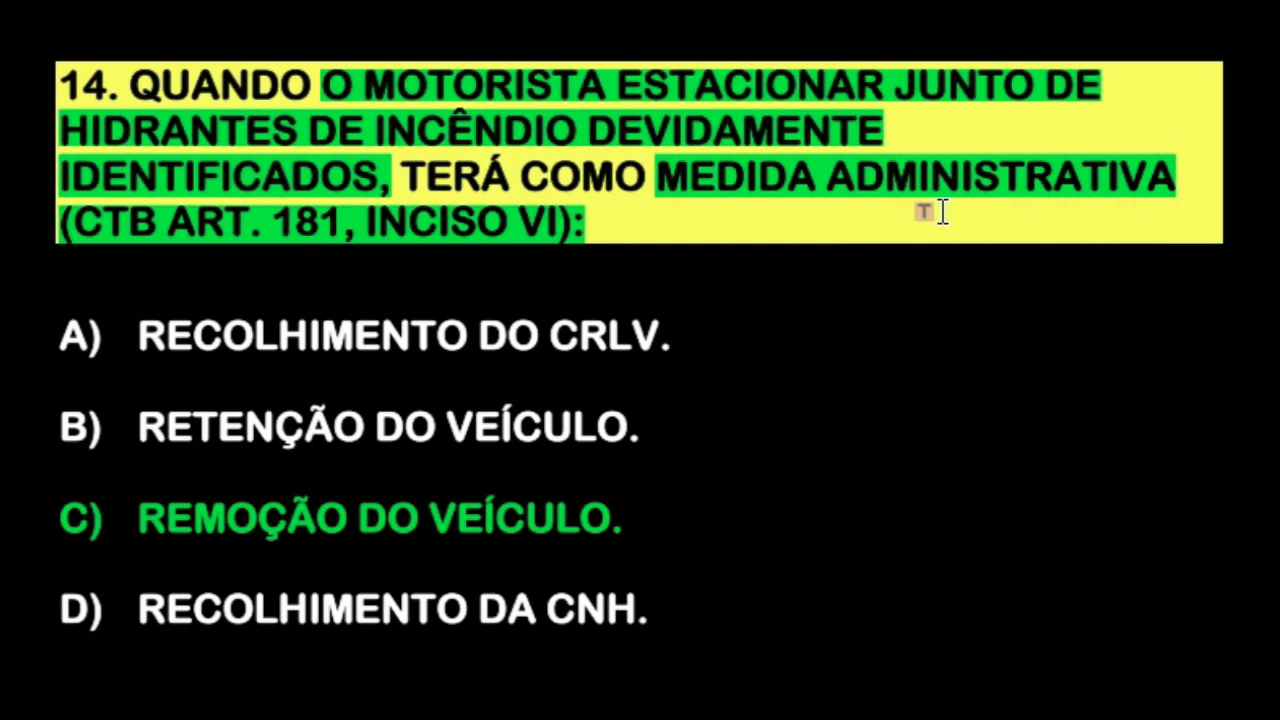 14. QUANDO O MOTORISTA ESTACIONAR JUNTO DE
HIDRANTES DE INCÊNDIO DEVIDAMENTE
IDENTIFICADOS, TERÁ COMO MEDIDA ADMINISTRATIVA
(CTB ART. 181, INCISO VI):
T
A) RECOLHIMENTO DO CRLV.
B) RETENÇÃO DO VEÍCULO.
C) REMOÇÃO DO VEÍCULO.
D) RECOLHIMENTO DA CNH.